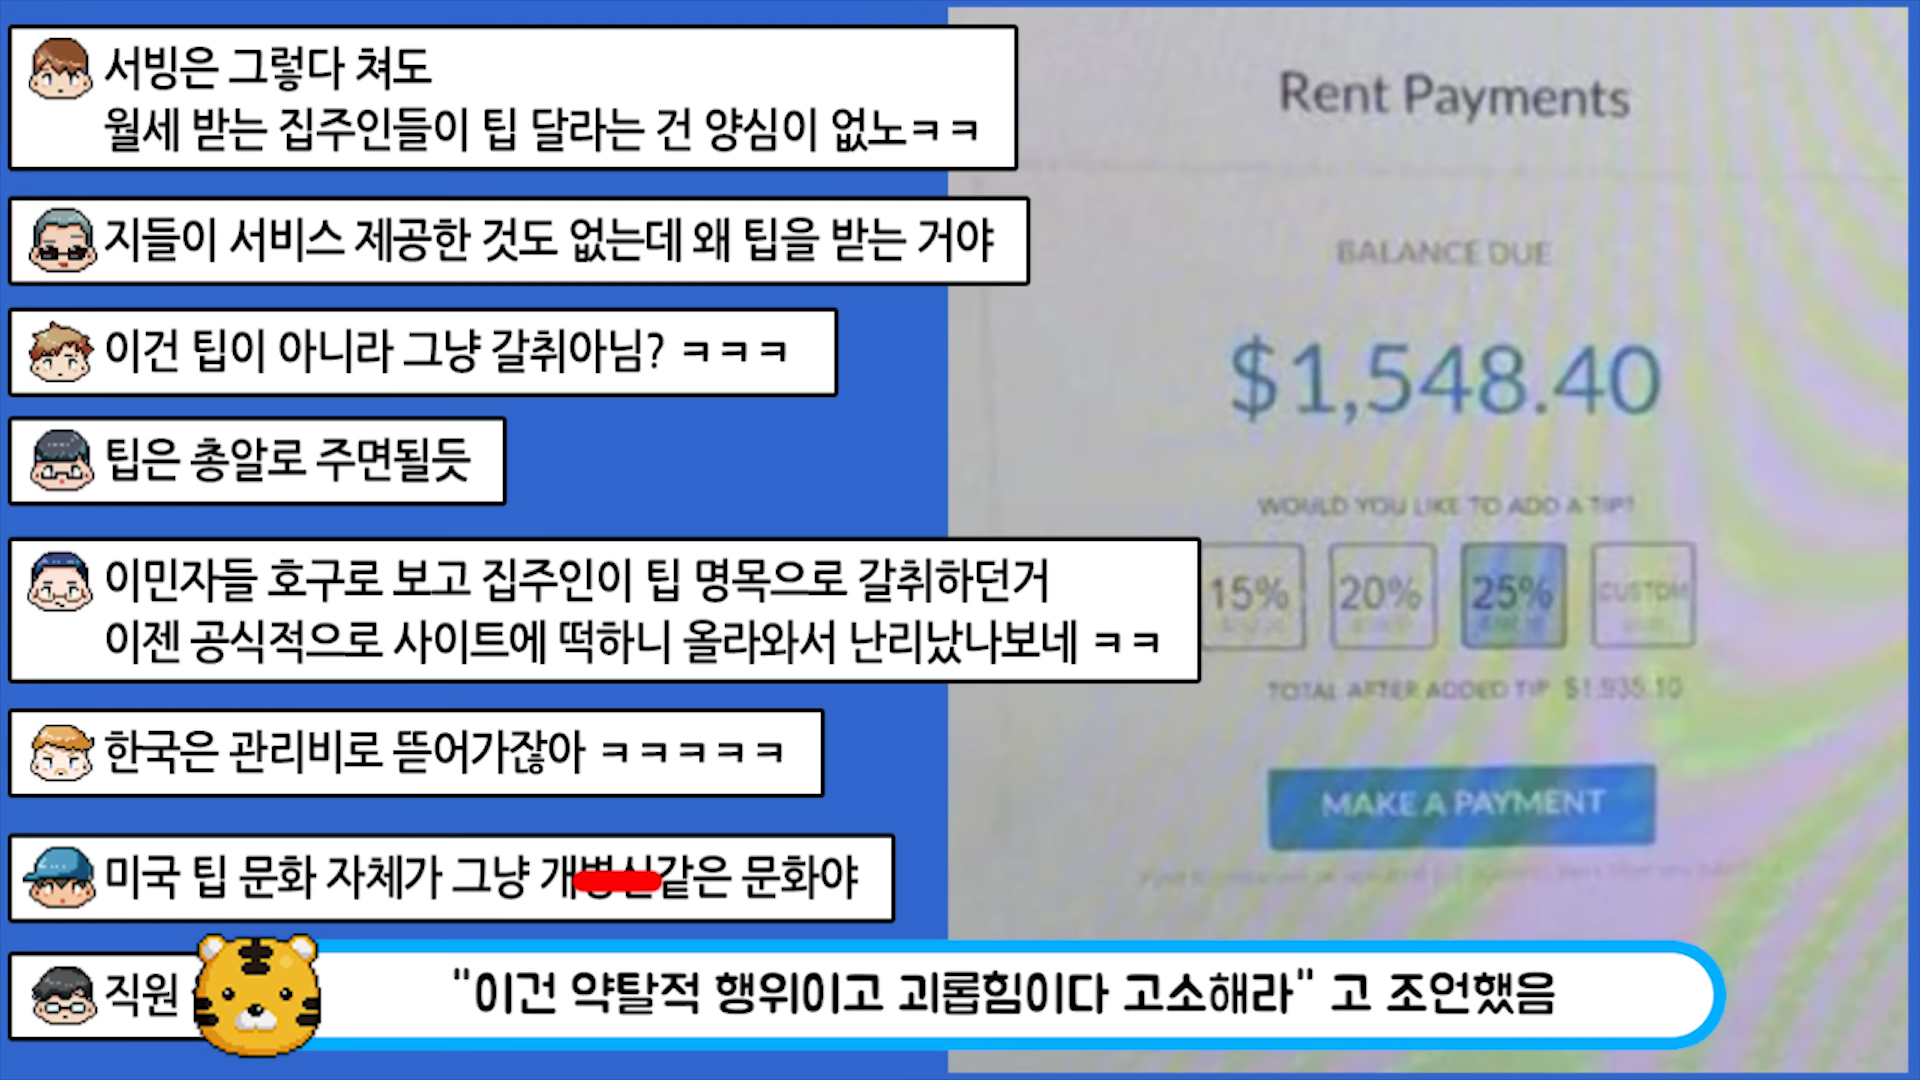 서빙은 그렇다 쳐도
월세 받는 집주인들이 팁 달라는 건 양심이 없노ㅋㅋ
지들이 서비스 제공한 것도 없는데 왜 팁을 받는 거야
이건 팁이 아니라 그냥 갈취아님? ㅋㅋㅋ
팁은 총알로 주면될듯
이민자들 호구로 보고 집주인이 팁 명목으로 갈취하던거
이젠 공식적으로 사이트에 떡하니 올라와서 난리났나보네 ㅋㅋ
한국은 관리비로 뜯어가잖아 ㅋㅋㅋㅋㅋ
미국 팁 문화 자체가 그냥 개병신같은 문화야
직원
"이건 약탈적 행위이고 괴롭힘이다 고소해라" 고 조언했음
Rent Payments
BALANCE DUE
$1,548.40
WOULD YOU LIKE TO ADD A TIP?
15% 20% 25% CUSTOM
TOTAL AFTER ADDED TIP $1,935.10
MAKE A PAYMENT